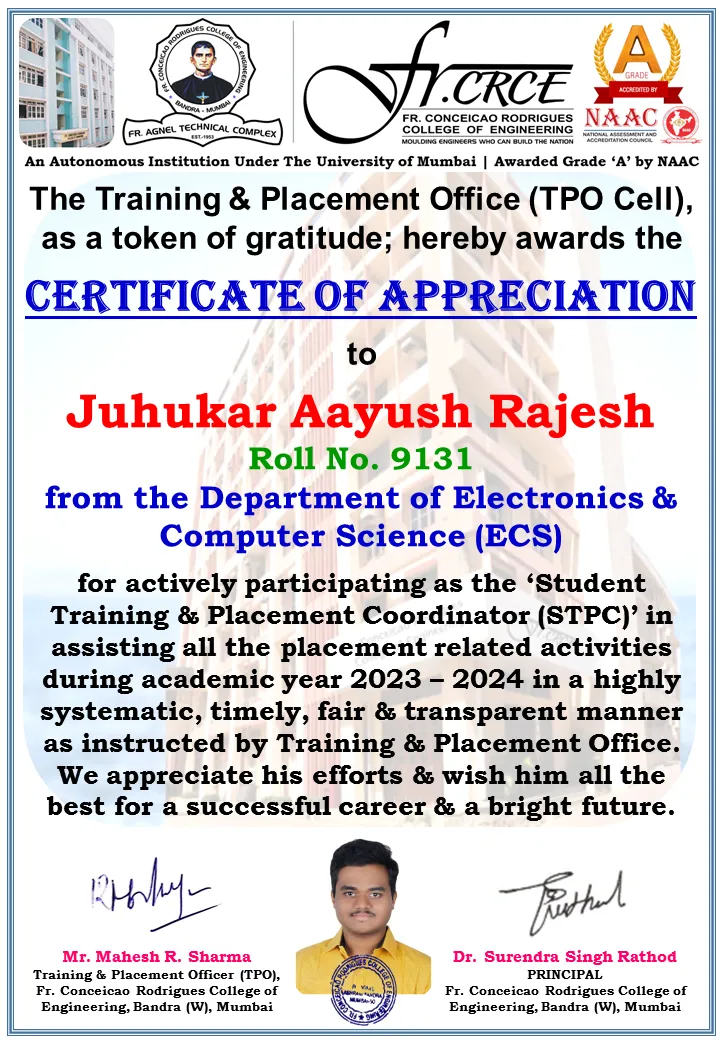 FR. CONCEICAO RODRIGUES COLLEGE OF ENGINEERING
BANDRA - MUMBAI
FR. AGNEL TECHNICAL COMPLEX
EST.-1983
Fr. CRCE
FR. CONCEICAO RODRIGUES
COLLEGE OF ENGINEERING
MOULDING ENGINEERS WHO CAN BUILD THE NATION
A
GRADE
ACCREDITED BY
NAAC
NATIONAL ASSESSMENT AND
ACCREDITATION COUNCIL
An Autonomous Institution Under The University of Mumbai | Awarded Grade ‘A’ by NAAC
The Training & Placement Office (TPO Cell),
as a token of gratitude; hereby awards the
CERTIFICATE OF APPRECIATION
to
Juhukar Aayush Rajesh
Roll No. 9131
from the Department of Electronics &
Computer Science (ECS)
for actively participating as the ‘Student
Training & Placement Coordinator (STPC)’ in
assisting all the placement related activities
during academic year 2023 – 2024 in a highly
systematic, timely, fair & transparent manner
as instructed by Training & Placement Office.
We appreciate his efforts & wish him all the
best for a successful career & a bright future.
Mr. Mahesh R. Sharma
Training & Placement Officer (TPO),
Fr. Conceicao Rodrigues College of
Engineering, Bandra (W), Mumbai
FR. CONCEICAO RODRIGUES COLLEGE OF ENGINEERING
MUMBAI-50
Dr. Surendra Singh Rathod
PRINCIPAL
Fr. Conceicao Rodrigues College of
Engineering, Bandra (W), Mumbai